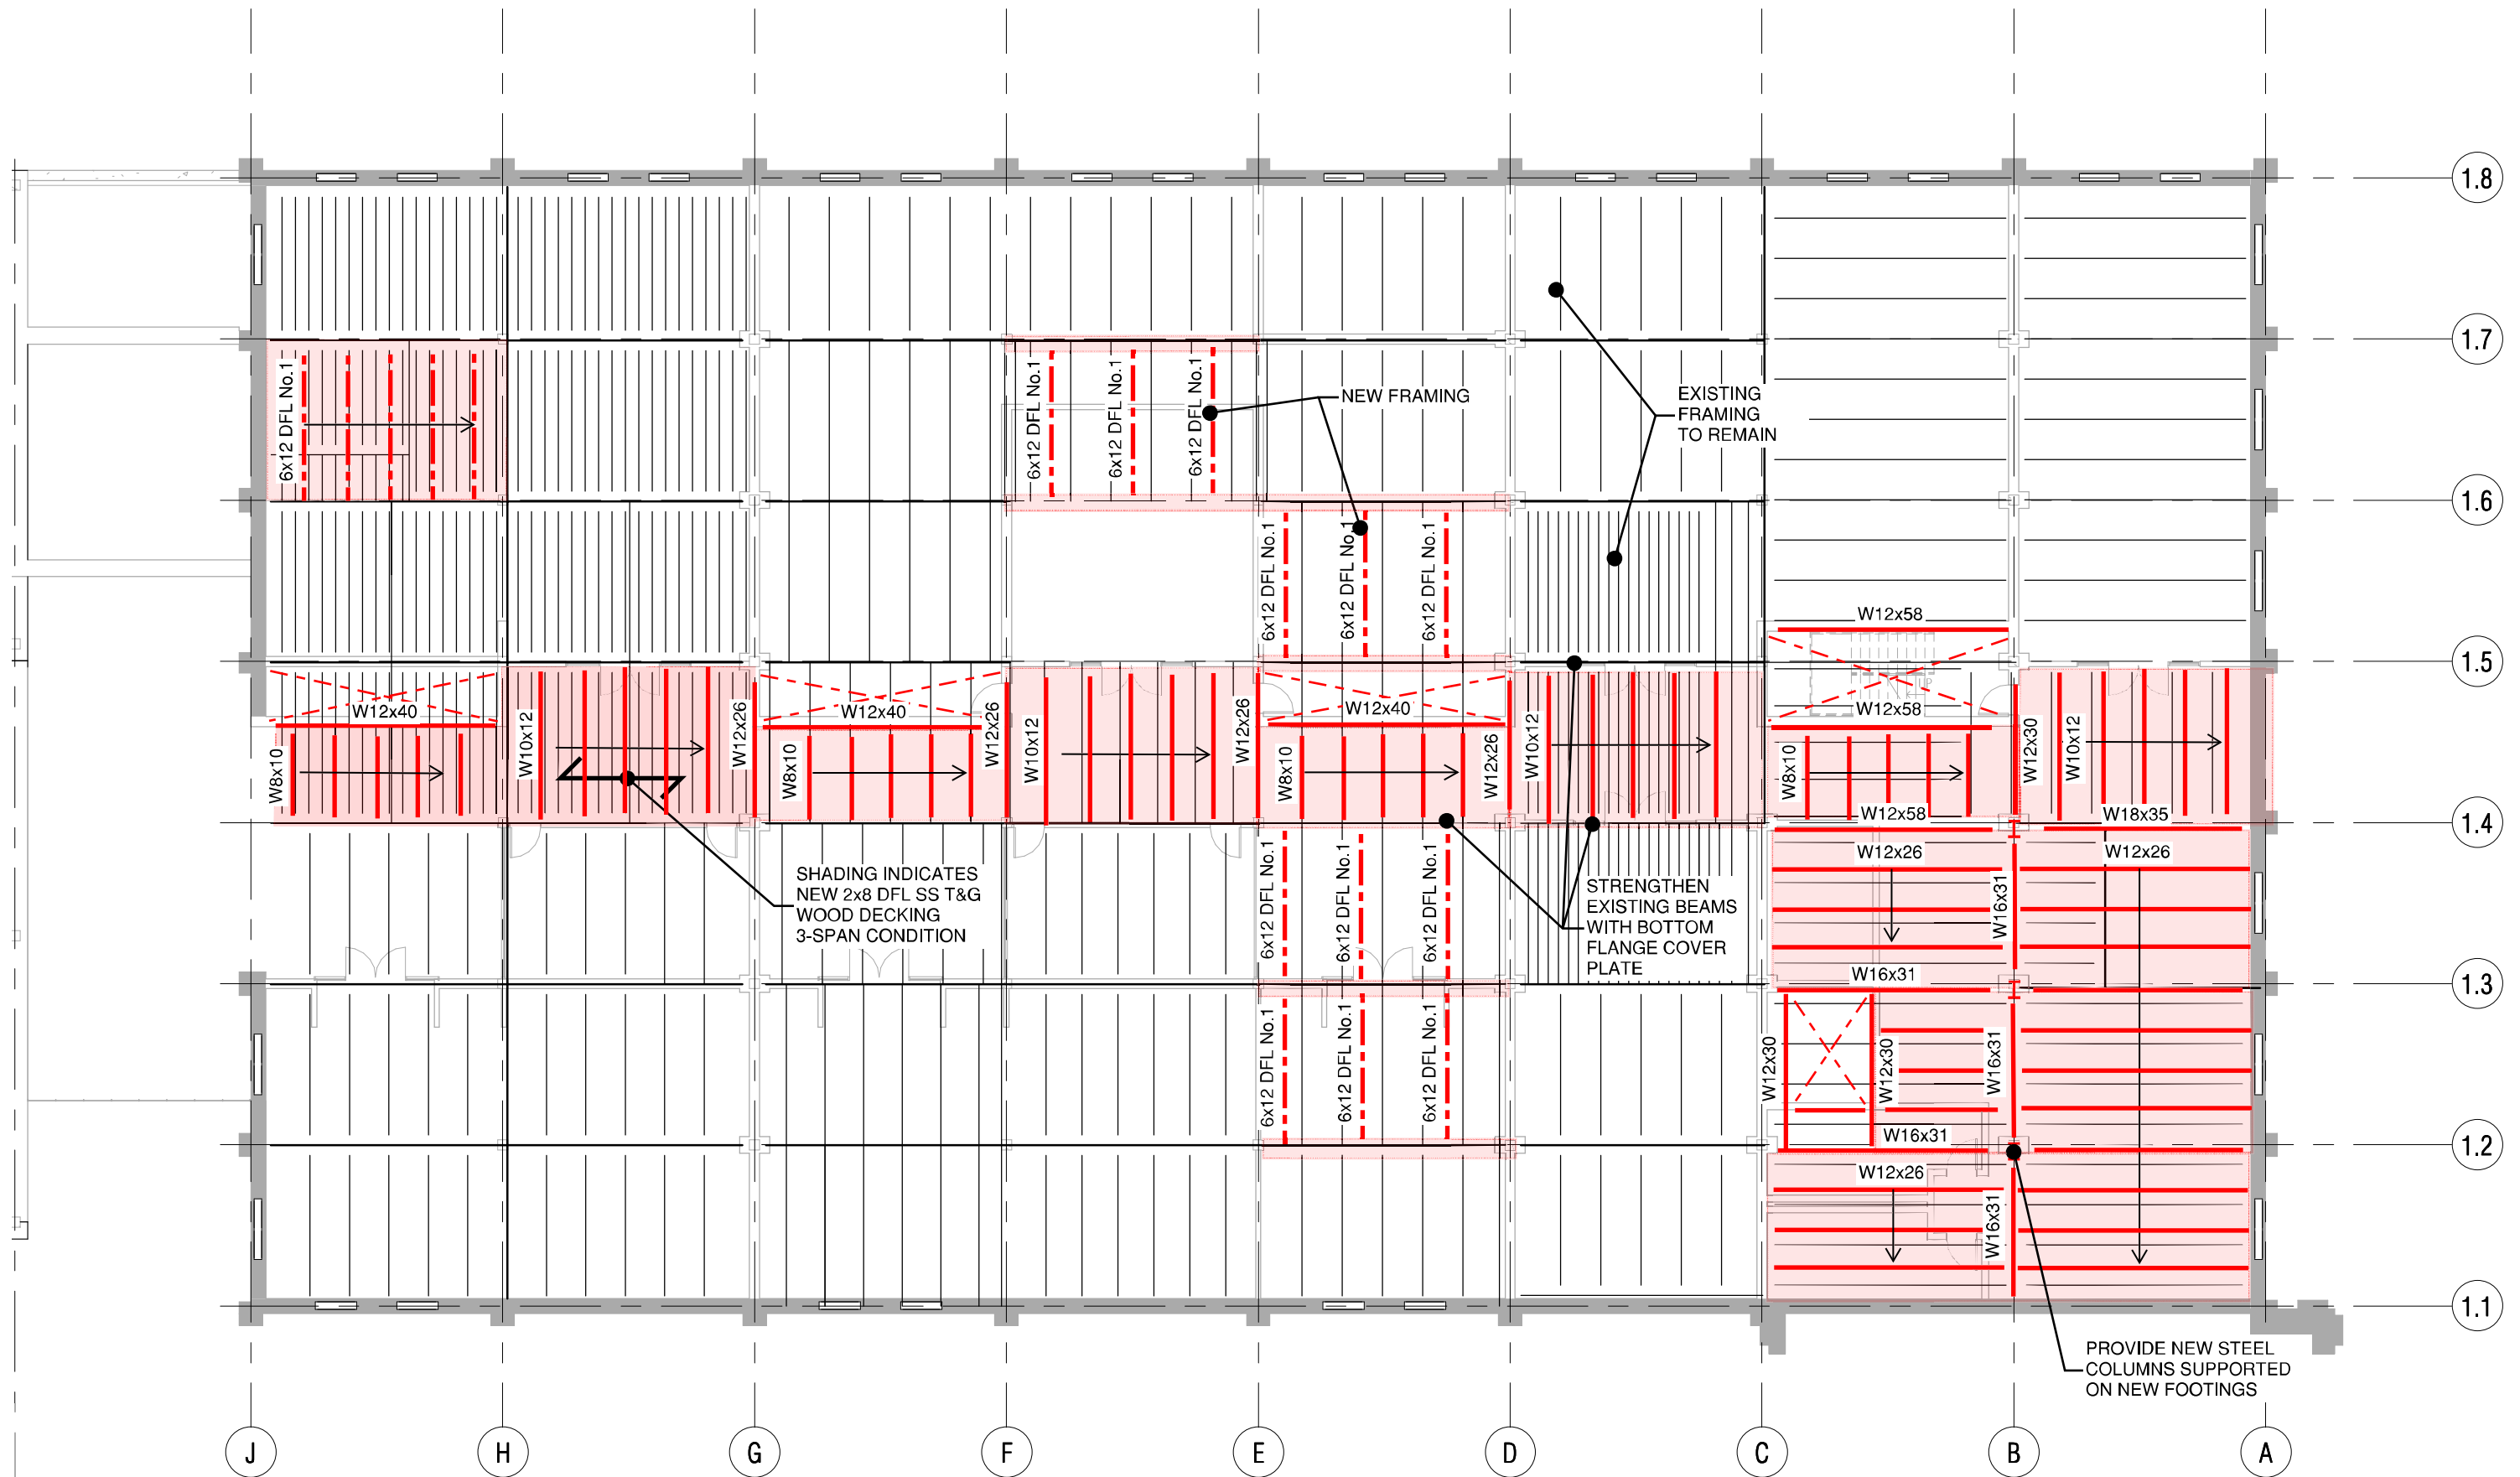 1.8
1.7
6x12 DFL No.1
6x12 DFL No.1
6x12 DFL No.1
6x12 DFL No.1
NEW FRAMING
EXISTING
FRAMING
TO REMAIN
1.6
6x12 DFL No.1
6x12 DFL No.1
6x12 DFL No.1
W12x58
1.5
W8x10
W12x40
W10x12
W12x26
W8x10
W12x40
W12x26
W10x12
W12x26
W8x10
W12x40
W12x26
W10x12
W12x58
W8x10
W12x30
W10x12
W12x58
W18x35
1.4
SHADING INDICATES
NEW 2x8 DFL SS T&G
WOOD DECKING
3-SPAN CONDITION
6x12 DFL No.1
6x12 DFL No.1
6x12 DFL No.1
STRENGTHEN
EXISTING BEAMS
WITH BOTTOM
FLANGE COVER
PLATE
W12x26
W12x26
W16x31
W16x31
1.3
6x12 DFL No.1
6x12 DFL No.1
6x12 DFL No.1
W12x30
W12x30
W16x31
UP
W16x31
1.2
W12x26
W16x31
1.1
PROVIDE NEW STEEL
COLUMNS SUPPORTED
ON NEW FOOTINGS
J
H
G
F
E
D
C
B
A